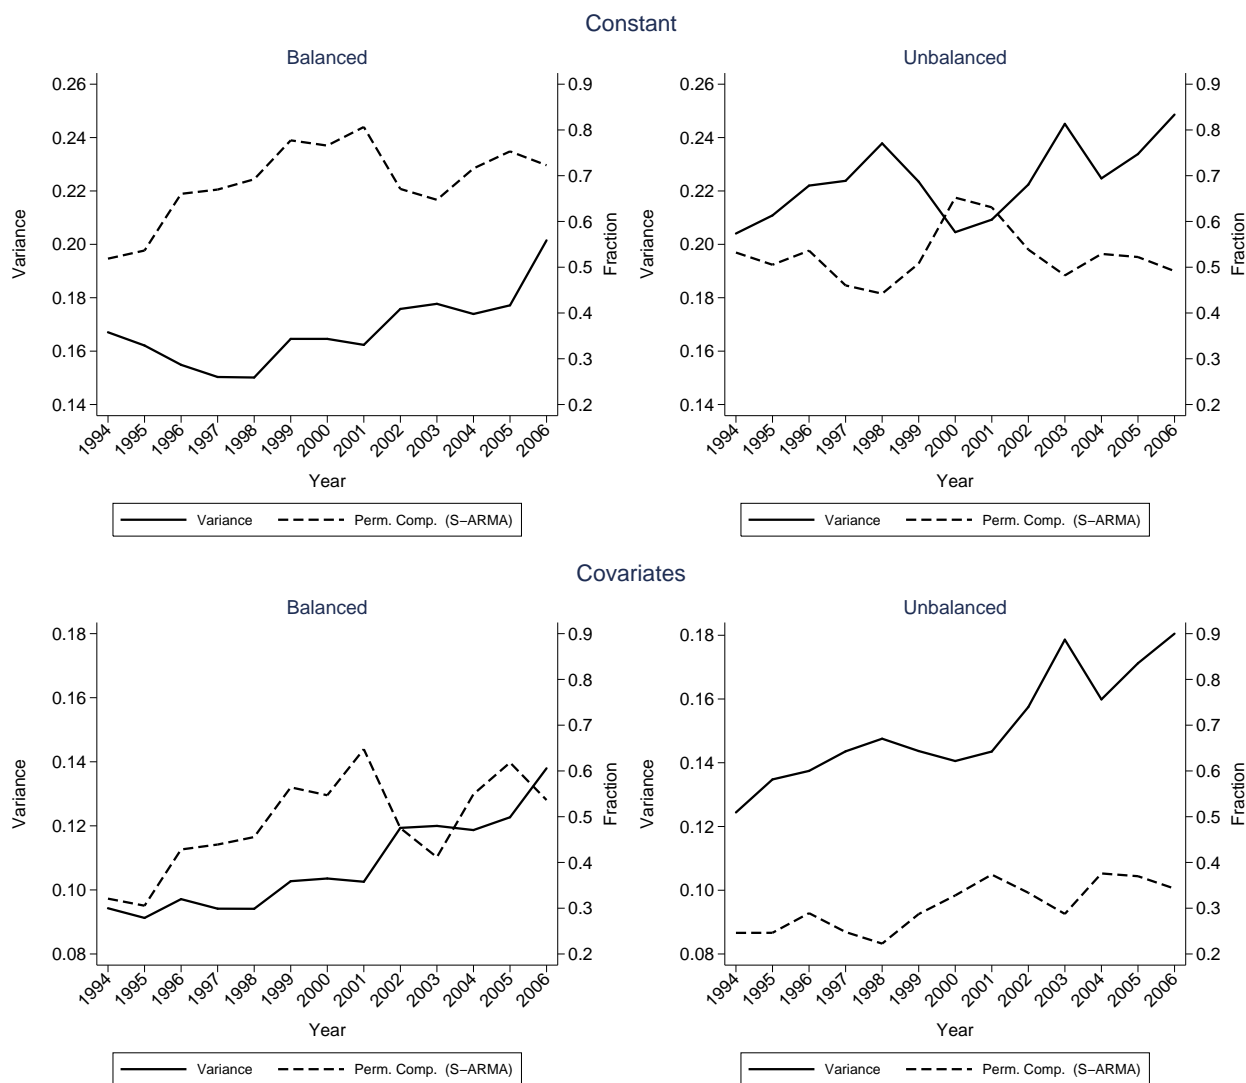 Constant
Balanced
0.26
0.24
0.22
0.20
0.18
0.16
0.14
Variance
0.9
0.8
0.7
0.6
0.5
0.4
0.3
0.2
Fraction
1994 1995 1996 1997 1998 1999 2000 2001 2002 2003 2004 2005 2006
Year
Variance Perm. Comp. (S−ARMA)
Unbalanced
0.26
0.24
0.22
0.20
0.18
0.16
0.14
Variance
0.9
0.8
0.7
0.6
0.5
0.4
0.3
0.2
Fraction
1994 1995 1996 1997 1998 1999 2000 2001 2002 2003 2004 2005 2006
Year
Variance Perm. Comp. (S−ARMA)
Covariates
Balanced
0.18
0.16
0.14
0.12
0.10
0.08
Variance
0.9
0.8
0.7
0.6
0.5
0.4
0.3
0.2
Fraction
1994 1995 1996 1997 1998 1999 2000 2001 2002 2003 2004 2005 2006
Year
Variance Perm. Comp. (S−ARMA)
Unbalanced
0.18
0.16
0.14
0.12
0.10
0.08
Variance
0.9
0.8
0.7
0.6
0.5
0.4
0.3
0.2
Fraction
1994 1995 1996 1997 1998 1999 2000 2001 2002 2003 2004 2005 2006
Year
Variance Perm. Comp. (S−ARMA)